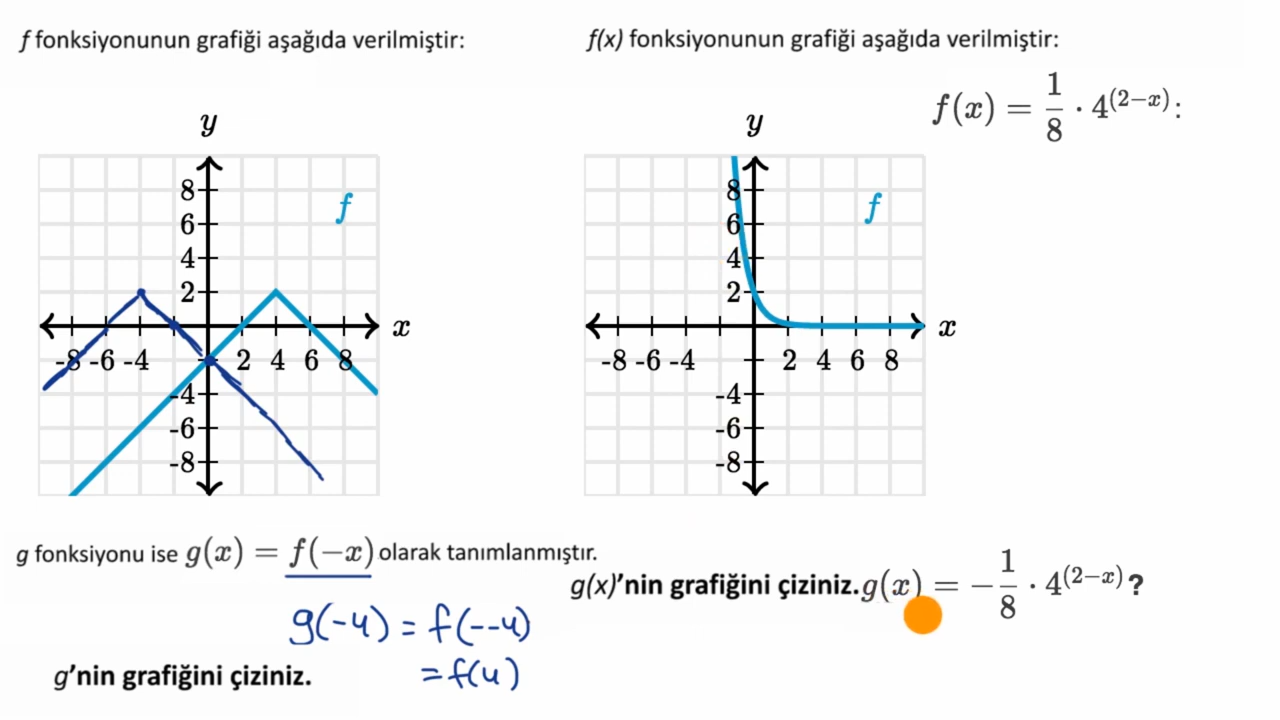 f fonksiyonunun grafiği aşağıda verilmiştir:
y
8
6
4
2
f
x
-8 -6 -4 2 4 6 8
-4
-6
-8
g fonksiyonu ise g(x) = f(−x) olarak tanımlanmıştır.
g(-4) = f(--4)
= f(4)
g'nin grafiğini çiziniz.
f(x) fonksiyonunun grafiği aşağıda verilmiştir:
f(x) = 1/8 · 4^(2−x):
y
8
6
4
2
f
x
-8 -6 -4 2 4 6 8
-4
-6
-8
g(x)'nin grafiğini çiziniz. g(x) = −1/8 · 4^(2−x) ?